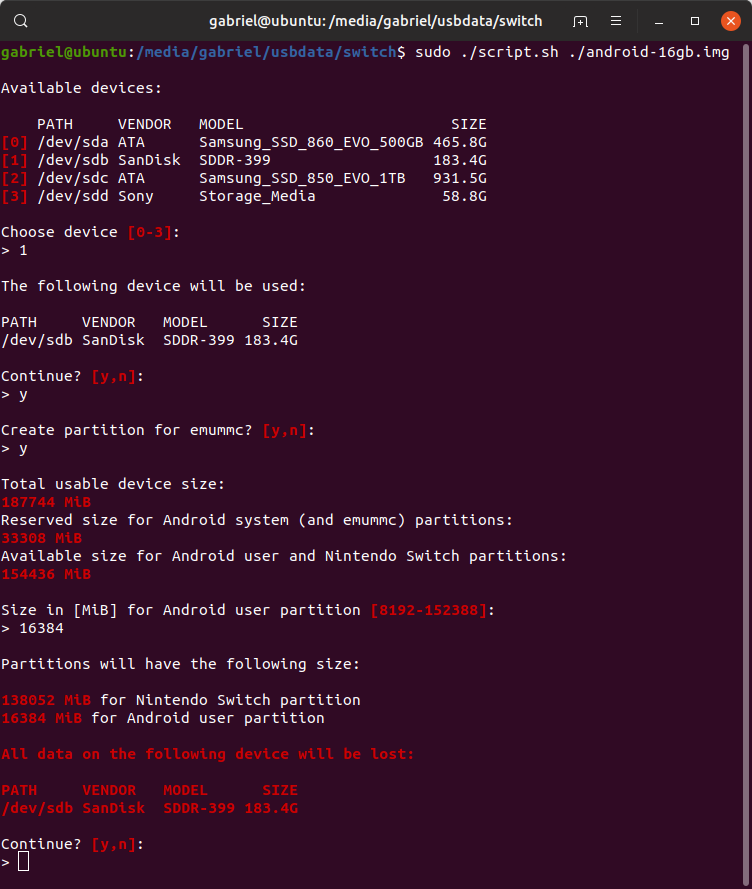 gabriel@ubuntu: /media/gabriel/usbdata/switch
gabriel@ubuntu:/media/gabriel/usbdata/switch$ sudo ./script.sh ./android-16gb.img
Available devices:
PATH VENDOR MODEL SIZE
[0] /dev/sda ATA Samsung_SSD_860_EVO_500GB 465.8G
[1] /dev/sdb SanDisk SDDR-399 183.4G
[2] /dev/sdc ATA Samsung_SSD_850_EVO_1TB 931.5G
[3] /dev/sdd Sony Storage_Media 58.8G
Choose device [0-3]:
> 1
The following device will be used:
PATH VENDOR MODEL SIZE
/dev/sdb SanDisk SDDR-399 183.4G
Continue? [y,n]:
> y
Create partition for emummc? [y,n]:
> y
Total usable device size:
187744 MiB
Reserved size for Android system (and emummc) partitions:
33308 MiB
Available size for Android user and Nintendo Switch partitions:
154436 MiB
Size in [MiB] for Android user partition [8192-152388]:
> 16384
Partitions will have the following size:
138052 MiB for Nintendo Switch partition
16384 MiB for Android user partition
All data on the following device will be lost:
PATH VENDOR MODEL SIZE
/dev/sdb SanDisk SDDR-399 183.4G
Continue? [y,n]:
>